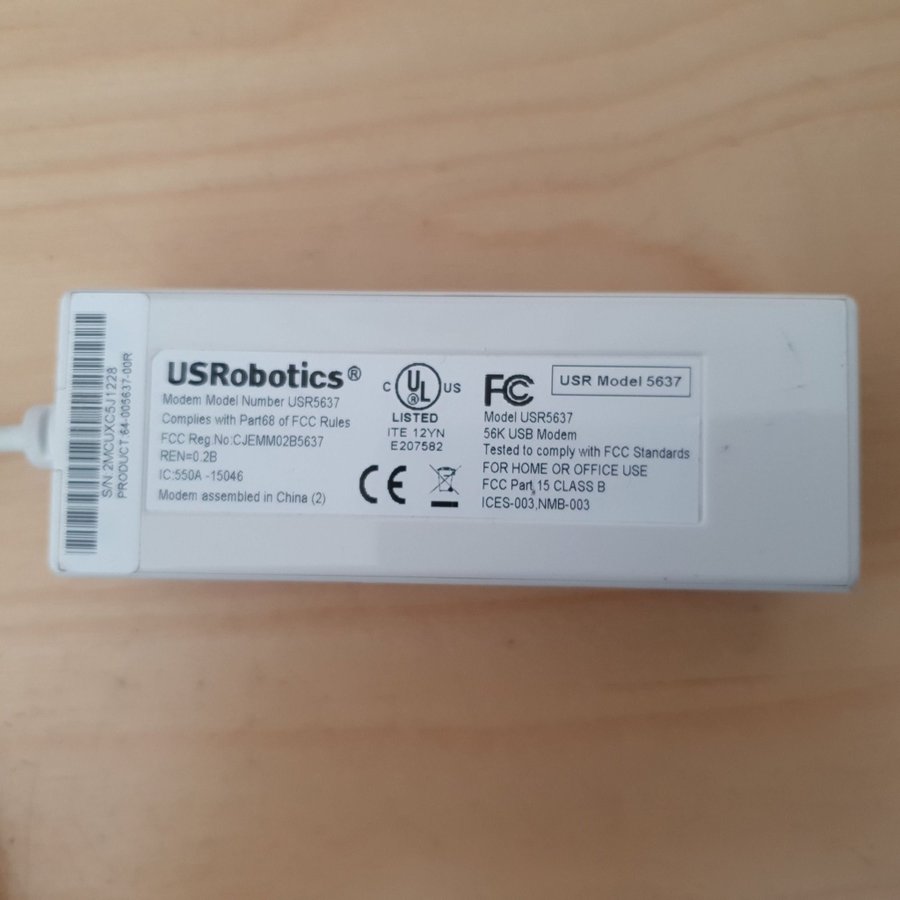 S/N 2MCUXC5J1228
PRODUCT 64-005637-00R
USRobotics®
Modem Model Number USR5637
Complies with Part68 of FCC Rules
FCC Reg.No:CJEMM02B5637
REN=0.2B
IC:550A -15046
Modem assembled in China (2)
C UL ® US
LISTED
ITE 12YN
E207582
CE
FC
USR Model 5637
Model USR5637
56K USB Modem
Tested to comply with FCC Standards
FOR HOME OR OFFICE USE
FCC Part 15 CLASS B
ICES-003,NMB-003